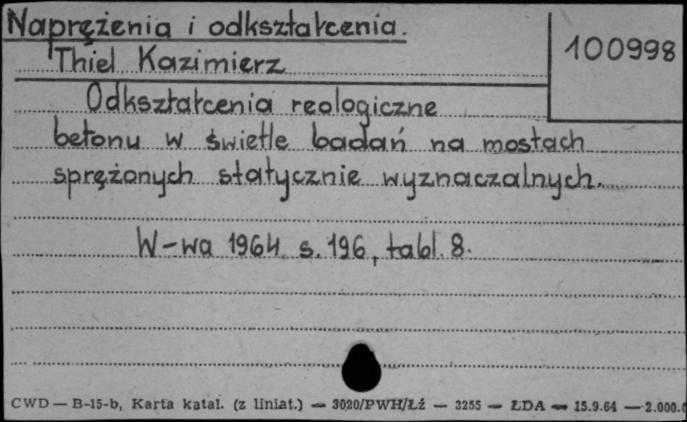 Naprężenia i odkształcenia.
100998
Thiel Kazimierz
Odkształcenia reologiczne
betonu w świetle badań na mostach
sprężonych statycznie wyznaczalnych.
W-wa 1964 s. 196, tabl. 8.
CWD — B-15-b, Karta katal. (z liniat.) — 3020/PWH/Łź — 3255 — ŁDA — 15.9.64 — 2.000.0